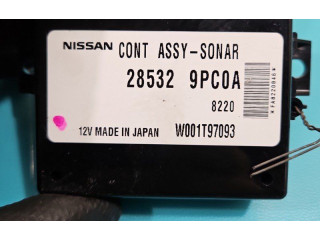 NISSAN CONT ASSY-SONAR
28532 9PC0A
8220
12V MADE IN JAPAN W001T97093